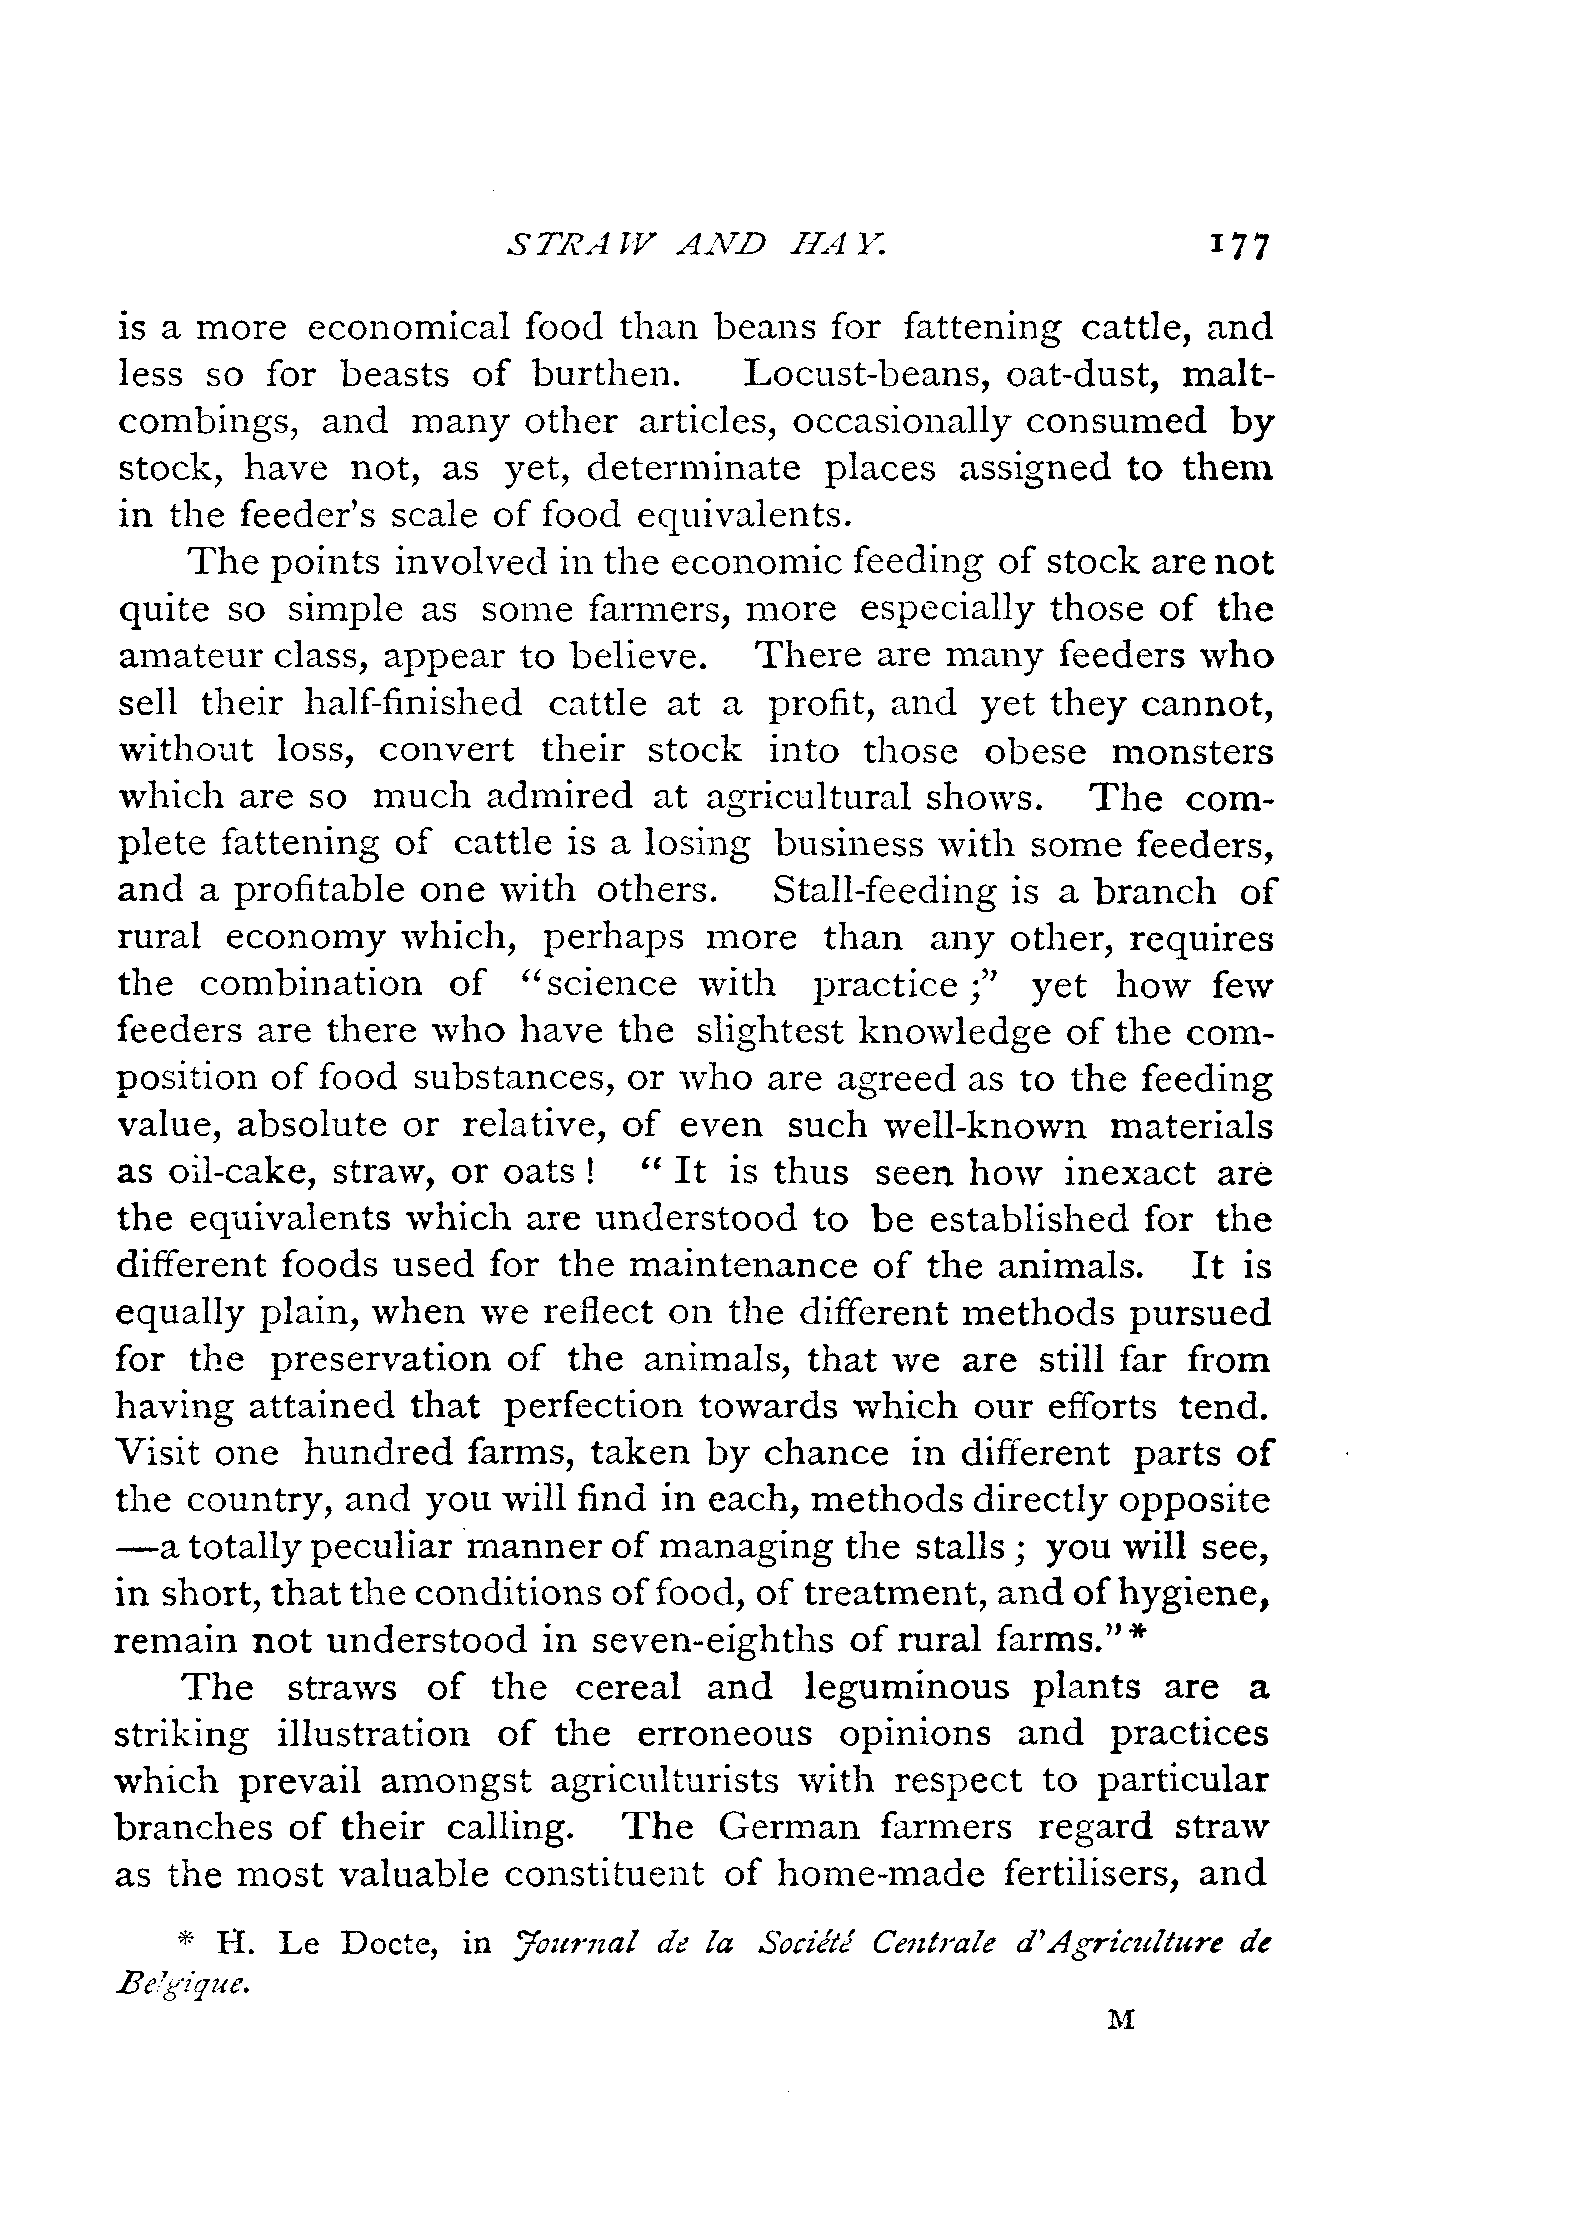 STRAW AND HAY. 177
is a more economical food than beans for fattening cattle, and
less so for beasts of burthen. Locust-beans, oat-dust, malt-
combings, and many other articles, occasionally consumed by
stock, have not, as yet, determinate places assigned to them
in the feeder's scale of food equivalents.
The points involved in the economic feeding of stock are not
quite so simple as some farmers, more especially those of the
amateur class, appear to believe. There are many feeders who
sell their half-finished cattle at a profit, and yet they cannot,
without loss, convert their stock into those obese monsters
which are so much admired at agricultural shows. The com-
plete fattening of cattle is a losing business with some feeders,
and a profitable one with others. Stall-feeding is a branch of
rural economy which, perhaps more than any other, requires
the combination of "science with practice;" yet how few
feeders are there who have the slightest knowledge of the com-
position of food substances, or who are agreed as to the feeding
value, absolute or relative, of even such well-known materials
as oil-cake, straw, or oats! "It is thus seen how inexact are
the equivalents which are understood to be established for the
different foods used for the maintenance of the animals. It is
equally plain, when we reflect on the different methods pursued
for the preservation of the animals, that we are still far from
having attained that perfection towards which our efforts tend.
Visit one hundred farms, taken by chance in different parts of
the country, and you will find in each, methods directly opposite
—a totally peculiar manner of managing the stalls; you will see,
in short, that the conditions of food, of treatment, and of hygiene,
remain not understood in seven-eighths of rural farms."*
The straws of the cereal and leguminous plants are a
striking illustration of the erroneous opinions and practices
which prevail amongst agriculturists with respect to particular
branches of their calling. The German farmers regard straw
as the most valuable constituent of home-made fertilisers, and
* H. Le Docte, in Journal de la Société Centrale d'Agriculture de
Belgique.
M